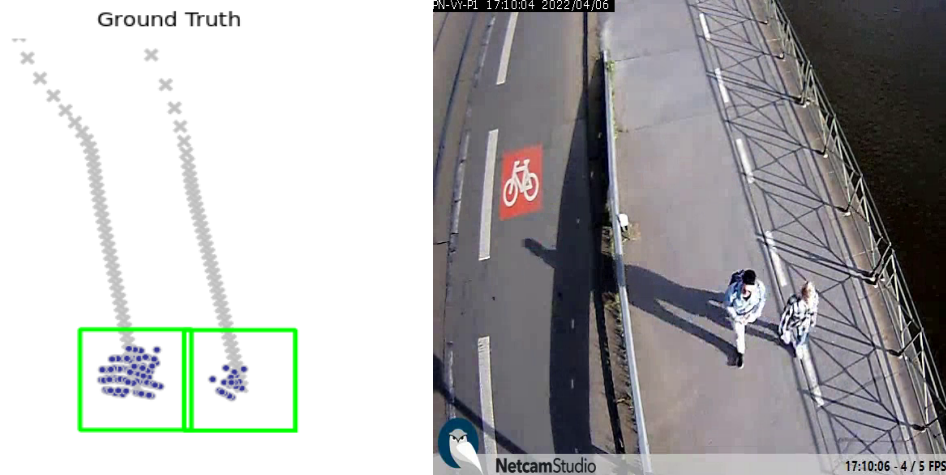 Ground Truth
PN-VY-P1 17:10:04 2022/04/06
NetcamStudio
17:10:06 - 4 / 5 FPS